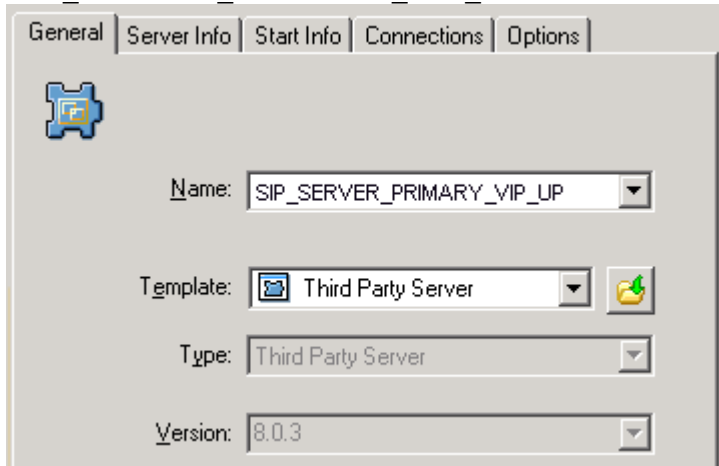 General Server Info Start Info Connections Options
Name: SIP_SERVER_PRIMARY_VIP_UP
Template: Third Party Server
Type: Third Party Server
Version: 8.0.3